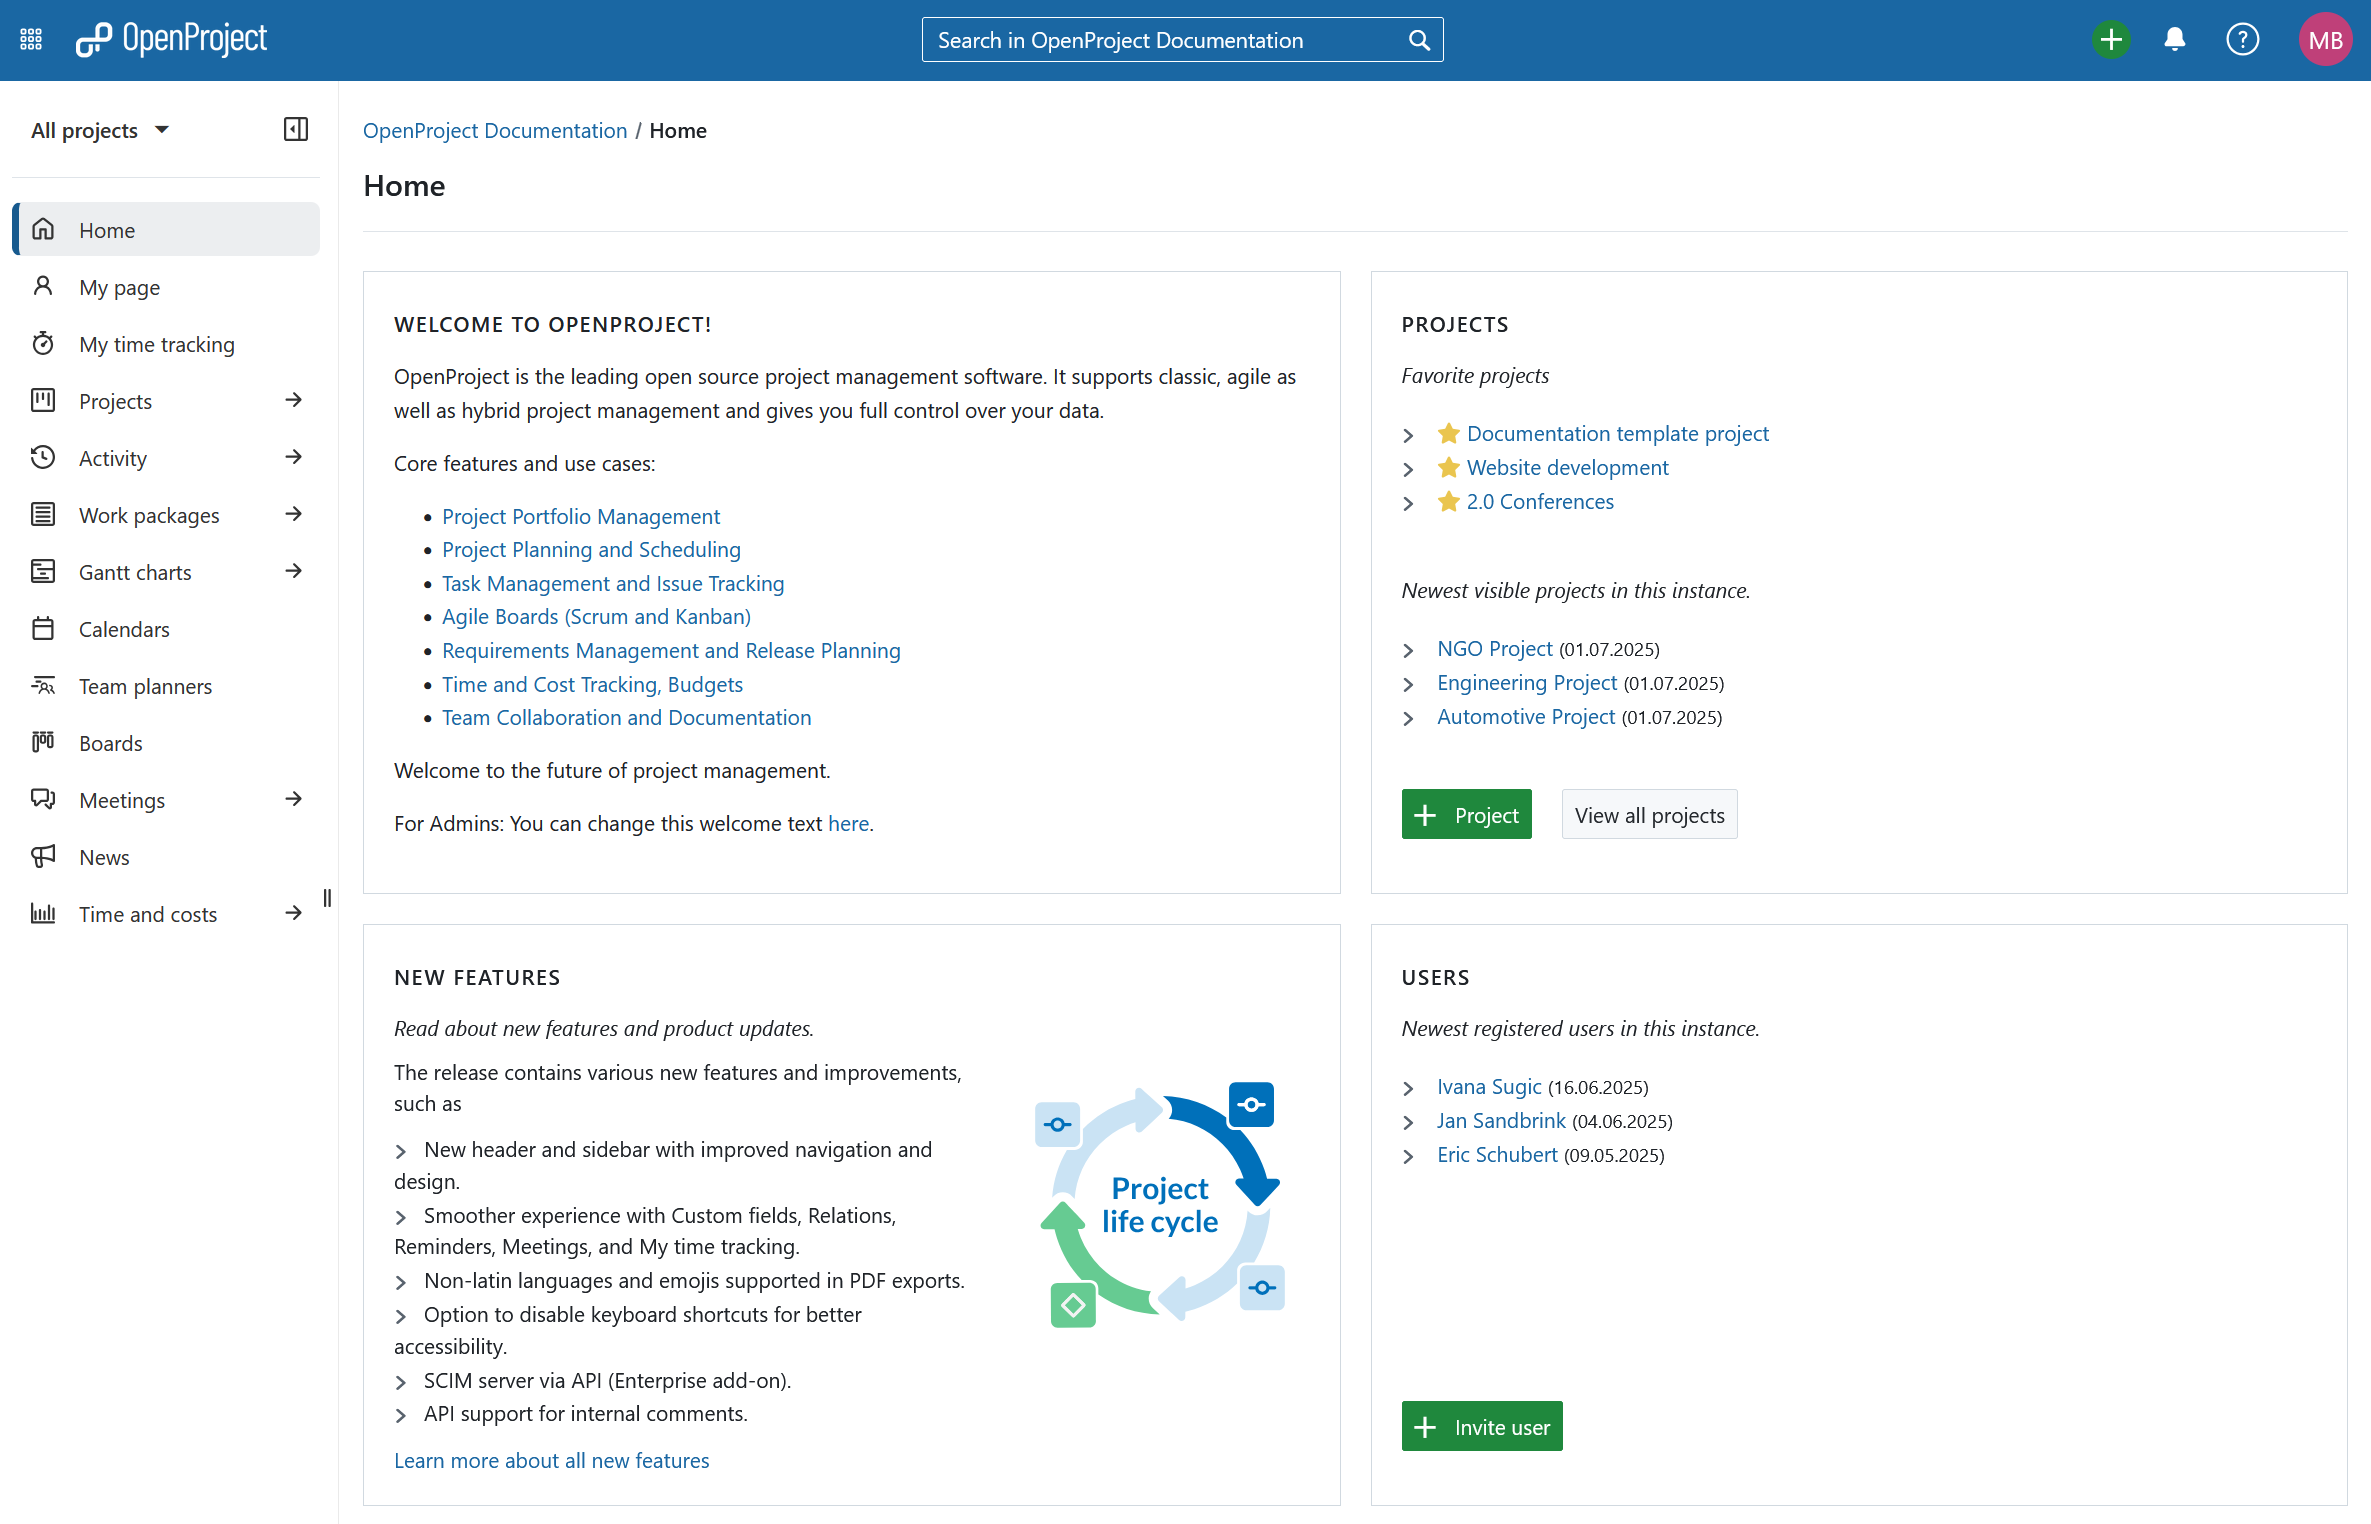 OpenProject
Search in OpenProject Documentation
MB
All projects
OpenProject Documentation / Home
Home
Home
My page
My time tracking
Projects
Activity
Work packages
Gantt charts
Calendars
Team planners
Boards
Meetings
News
Time and costs
WELCOME TO OPENPROJECT!
OpenProject is the leading open source project management software. It supports classic, agile as
well as hybrid project management and gives you full control over your data.
Core features and use cases:
Project Portfolio Management
Project Planning and Scheduling
Task Management and Issue Tracking
Agile Boards (Scrum and Kanban)
Requirements Management and Release Planning
Time and Cost Tracking, Budgets
Team Collaboration and Documentation
Welcome to the future of project management.
For Admins: You can change this welcome text here.
PROJECTS
Favorite projects
Documentation template project
Website development
2.0 Conferences
Newest visible projects in this instance.
NGO Project (01.07.2025)
Engineering Project (01.07.2025)
Automotive Project (01.07.2025)
Project
View all projects
NEW FEATURES
Read about new features and product updates.
The release contains various new features and improvements,
such as
New header and sidebar with improved navigation and
design.
Smoother experience with Custom fields, Relations,
Reminders, Meetings, and My time tracking.
Non-latin languages and emojis supported in PDF exports.
Option to disable keyboard shortcuts for better
accessibility.
SCIM server via API (Enterprise add-on).
API support for internal comments.
Learn more about all new features
Project
life cycle
USERS
Newest registered users in this instance.
Ivana Sugic (16.06.2025)
Jan Sandbrink (04.06.2025)
Eric Schubert (09.05.2025)
Invite user